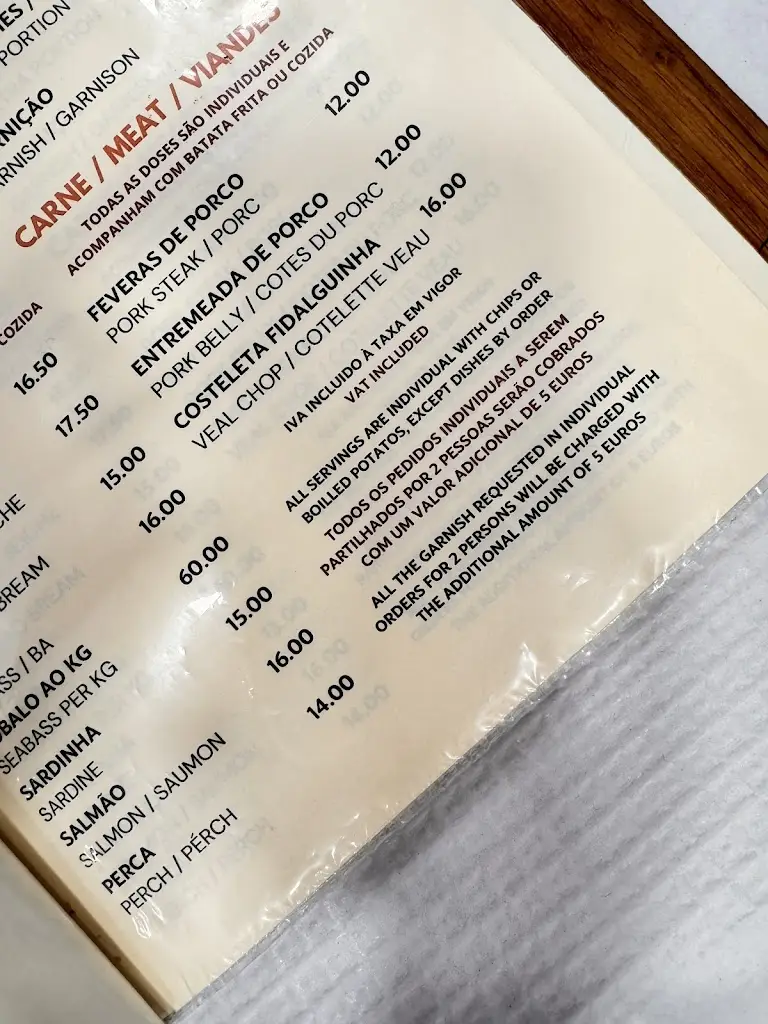 PORTION
RNIÇÃO
ARNISH / GARNISON
CARNE / MEAT / VIANDES
TODAS AS DOSES SÃO INDIVIDUAIS E
ACOMPANHAM COM BATATA FRITA OU COZIDA
FEVERAS DE PORCO 12.00
PORK STEAK / PORC
ENTREMEADA DE PORCO 12.00
PORK BELLY / COTES DU PORC
COSTELETA FIDALGUINHA 16.00
VEAL CHOP / COTELETTE VEAU
IVA INCLUIDO À TAXA EM VIGOR
VAT INCLUDED
ALL SERVINGS ARE INDIVIDUAL WITH CHIPS OR
BOILLED POTATOS, EXCEPT DISHES BY ORDER
TODOS OS PEDIDOS INDIVIDUAIS A SEREM
PARTILHADOS POR 2 PESSOAS SERÃO COBRADOS
COM UM VALOR ADICIONAL DE 5 EUROS
ALL THE GARNISH REQUESTED IN INDIVIDUAL
ORDERS FOR 2 PERSONS WILL BE CHARGED WITH
THE ADDITIONAL AMOUNT OF 5 EUROS
COZIDA
16.50
17.50
CHE
15.00
BREAM
16.00
SS / BA
OBALO AO KG 60.00
SEABASS PER KG
SARDINHA 15.00
SARDINE
SALMÃO 16.00
SALMON / SAUMON
PERCA 14.00
PERCH / PÉRCH